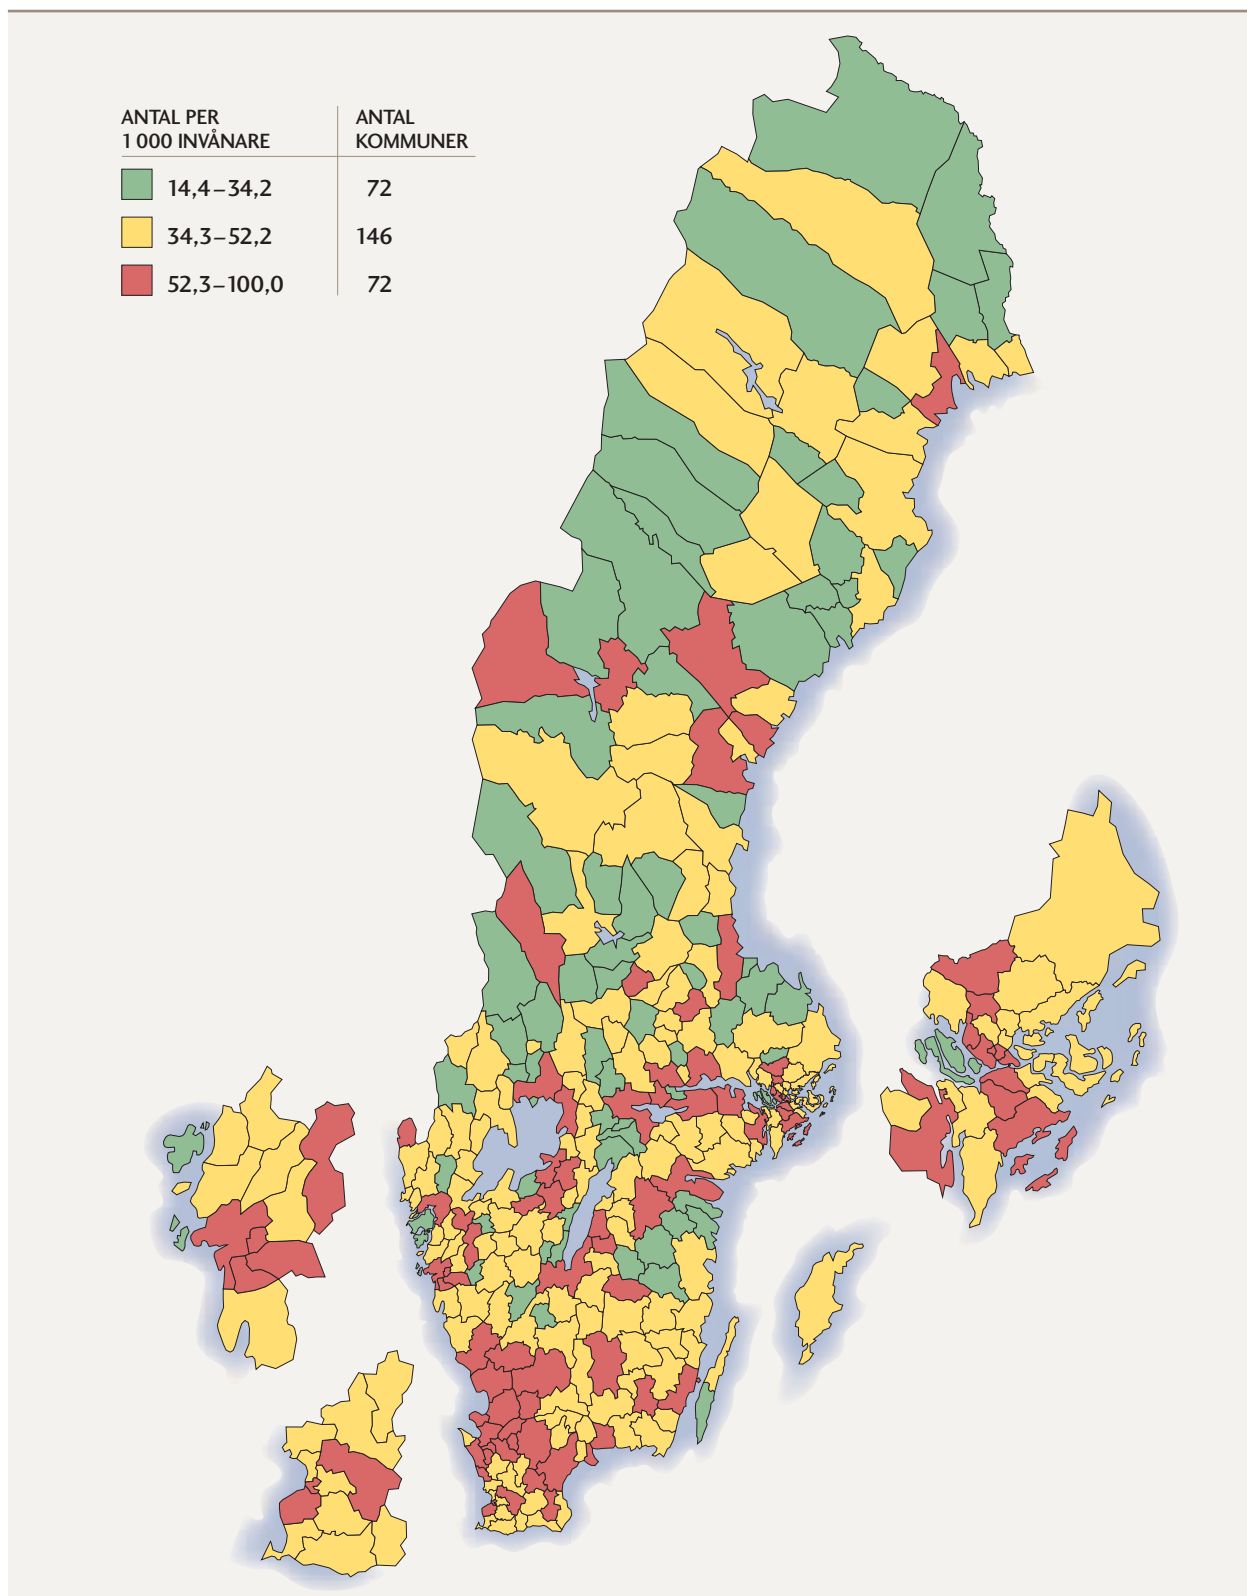 ANTAL PER
1 000 INVÅNARE
ANTAL
KOMMUNER
14,4–34,2 72
34,3–52,2 146
52,3–100,0 72